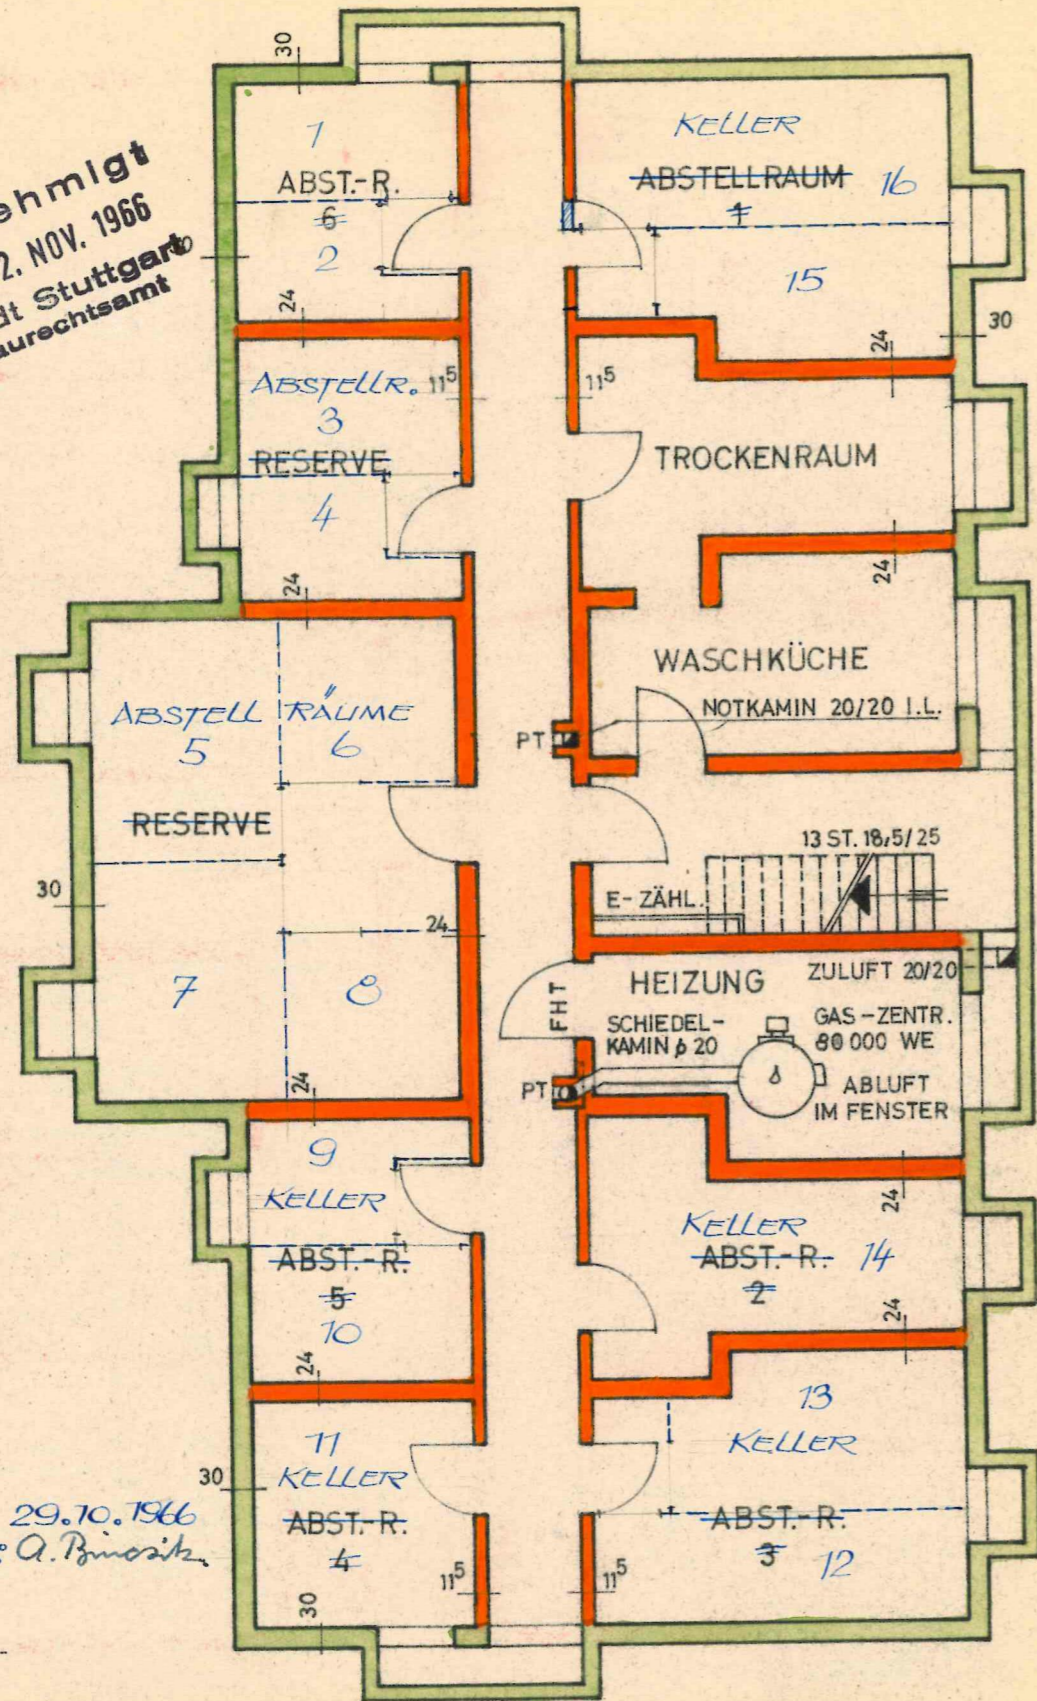 30
ehmigt
2. NOV. 1966
dt Stuttgart
aurechtsamt
1
ABST.-R.
6
2
24
KELLER
ABSTELLRAUM
1
16
15
30
24
ABSTELLR.
3
RESERVE
4
11⁵
11⁵
24
TROCKENRAUM
24
WASCHKÜCHE
NOTKAMIN 20/20 I.L.
PT
ABSTELL RÄUME
5
6
RESERVE
30
24
7
8
24
13 ST. 18,5/25
E-ZÄHL.
HEIZUNG
ZULUFT 20/20
FHT
SCHIEDEL-
KAMIN ø 20
GAS-ZENTR.
80 000 WE
ABLUFT
IM FENSTER
PT
9
KELLER
ABST.-R.
5
10
24
24
KELLER
ABST.-R.
2
14
24
11
KELLER
ABST.-R.
4
30
30
11⁵
11⁵
13
KELLER
ABST.-R.
3
12
29.10.1966